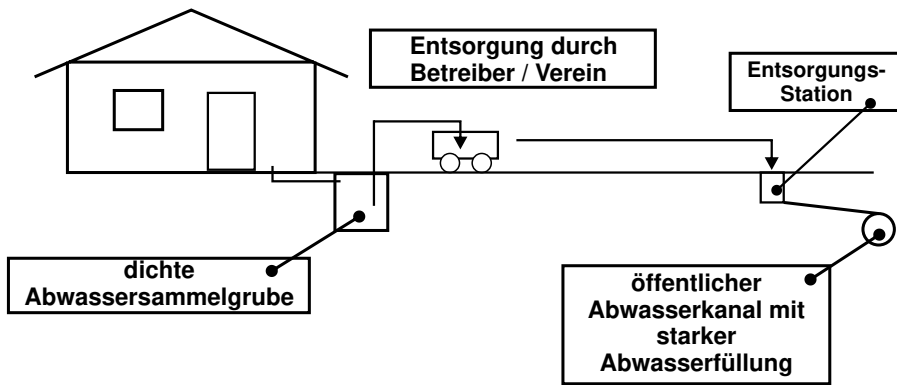 Entsorgung durch
Betreiber / Verein
Entsorgungs-
Station
dichte
Abwassersammelgrube
öffentlicher
Abwasserkanal mit
starker
Abwasserfüllung